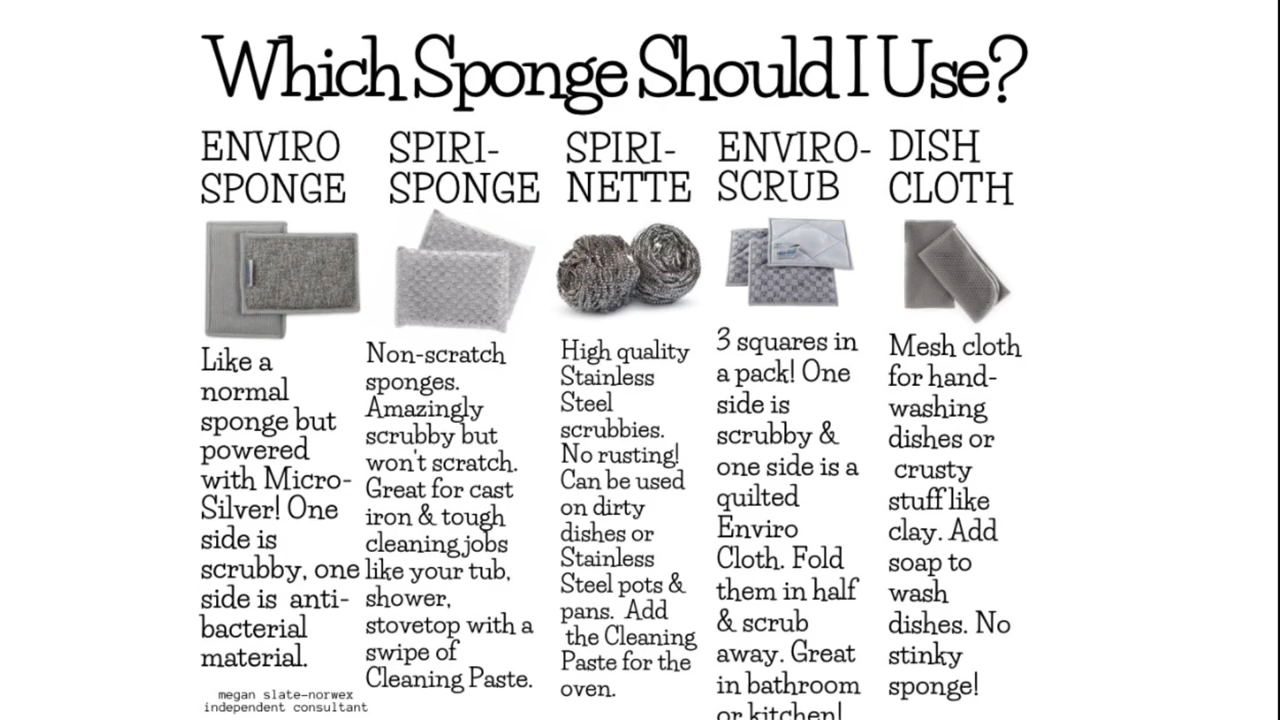 Which Sponge Should I Use?
ENVIRO
SPONGE
Like a
normal
sponge but
powered
with Micro-
Silver! One
side is
scrubby, one
side is anti-
bacterial
material.
megan slate-norwex
independent consultant
SPIRI-
SPONGE
Non-scratch
sponges.
Amazingly
scrubby but
won't scratch.
Great for cast
iron & tough
cleaning jobs
like your tub,
shower,
stovetop with a
swipe of
Cleaning Paste.
SPIRI-
NETTE
High quality
Stainless
Steel
scrubbies.
No rusting!
Can be used
on dirty
dishes or
Stainless
Steel pots &
pans. Add
the Cleaning
Paste for the
oven.
ENVIRO-
SCRUB
3 squares in
a pack! One
side is
scrubby &
one side is a
quilted
Enviro
Cloth. Fold
them in half
& scrub
away. Great
in bathroom
or kitchen!
DISH
CLOTH
Mesh cloth
for hand-
washing
dishes or
crusty
stuff like
clay. Add
soap to
wash
dishes. No
stinky
sponge!